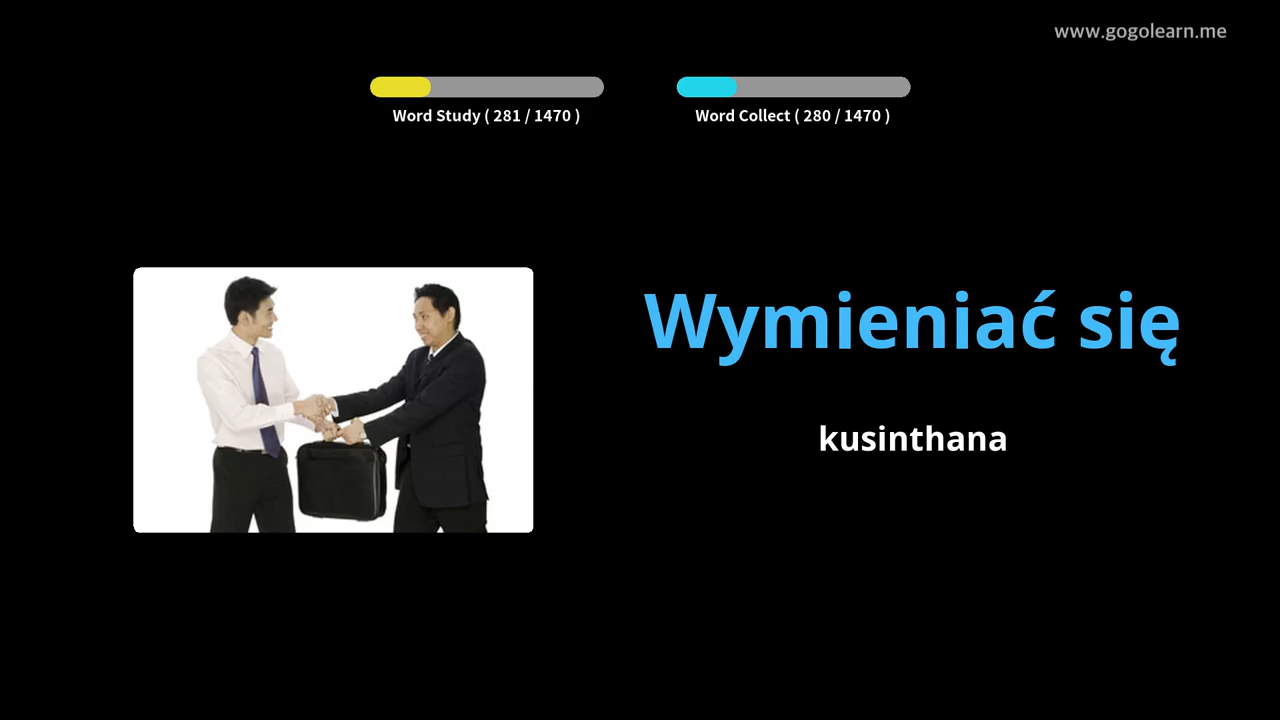 www.gogolearn.me
Word Study ( 281 / 1470 )
Word Collect ( 280 / 1470 )
Wymieniać się
kusinthana